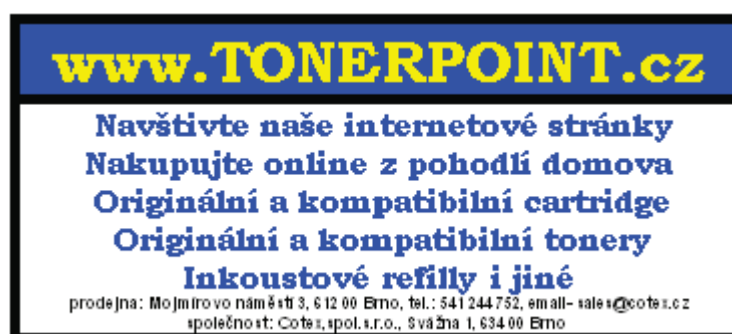 www.TONERPOINT.cz
Navštivte naše internetové stránky
Nakupujte online z pohodlí domova
Originální a kompatibilní cartridge
Originální a kompatibilní tonery
Inkoustové refilly i jiné
prodejna: Mojmírovo náměstí 3, 612 00 Brno, tel.: 541 244 752, email- sales@cotex.cz
společnost: Cotex, spol.s.r.o., Svážna 1, 634 00 Brno